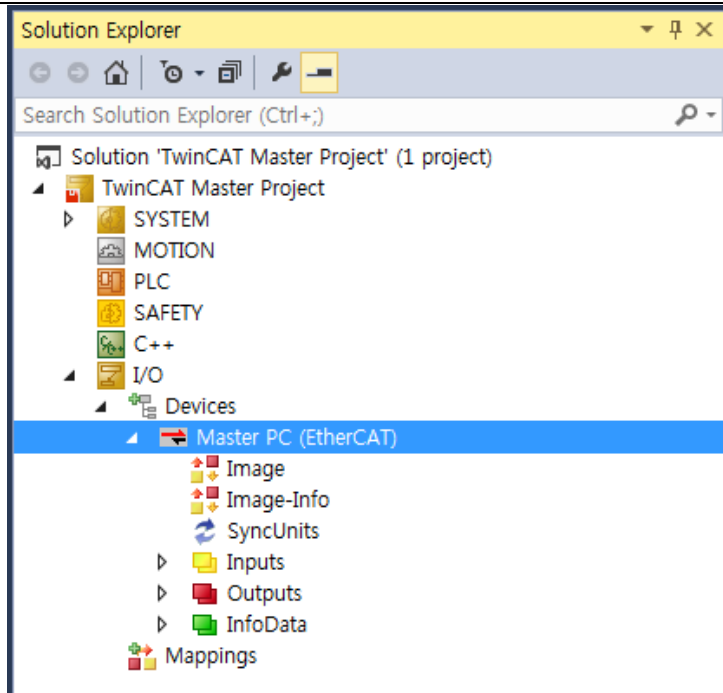 Solution Explorer
Search Solution Explorer (Ctrl+;)
Solution 'TwinCAT Master Project' (1 project)
TwinCAT Master Project
SYSTEM
MOTION
PLC
SAFETY
C++
I/O
Devices
Master PC (EtherCAT)
Image
Image-Info
SyncUnits
Inputs
Outputs
InfoData
Mappings